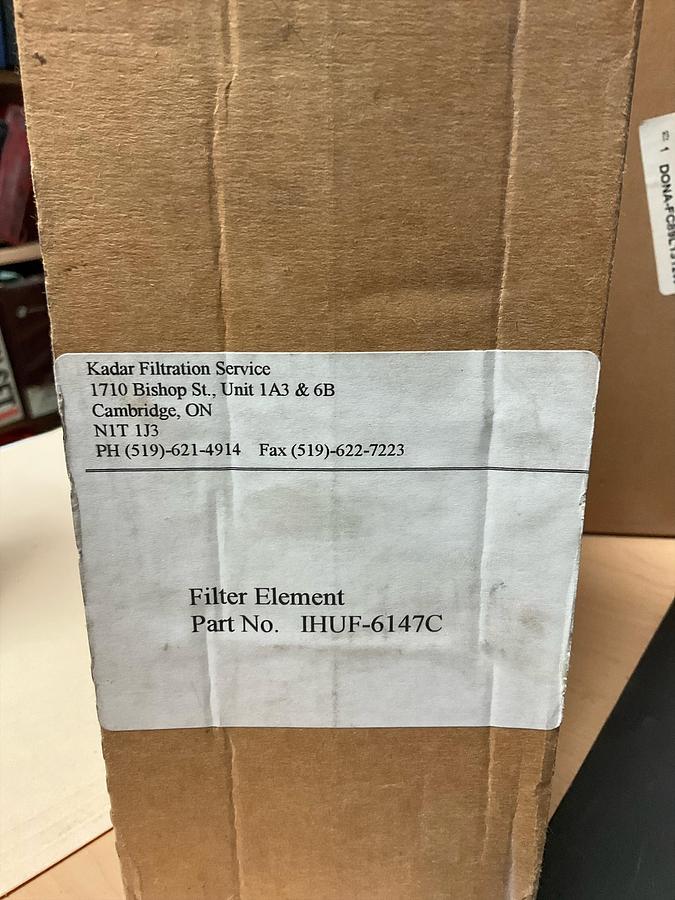 Kadar Filtration Service
1710 Bishop St., Unit 1A3 & 6B
Cambridge, ON
N1T 1J3
PH (519)-621-4914 Fax (519)-622-7223
Filter Element
Part No. IHUF-6147C
1